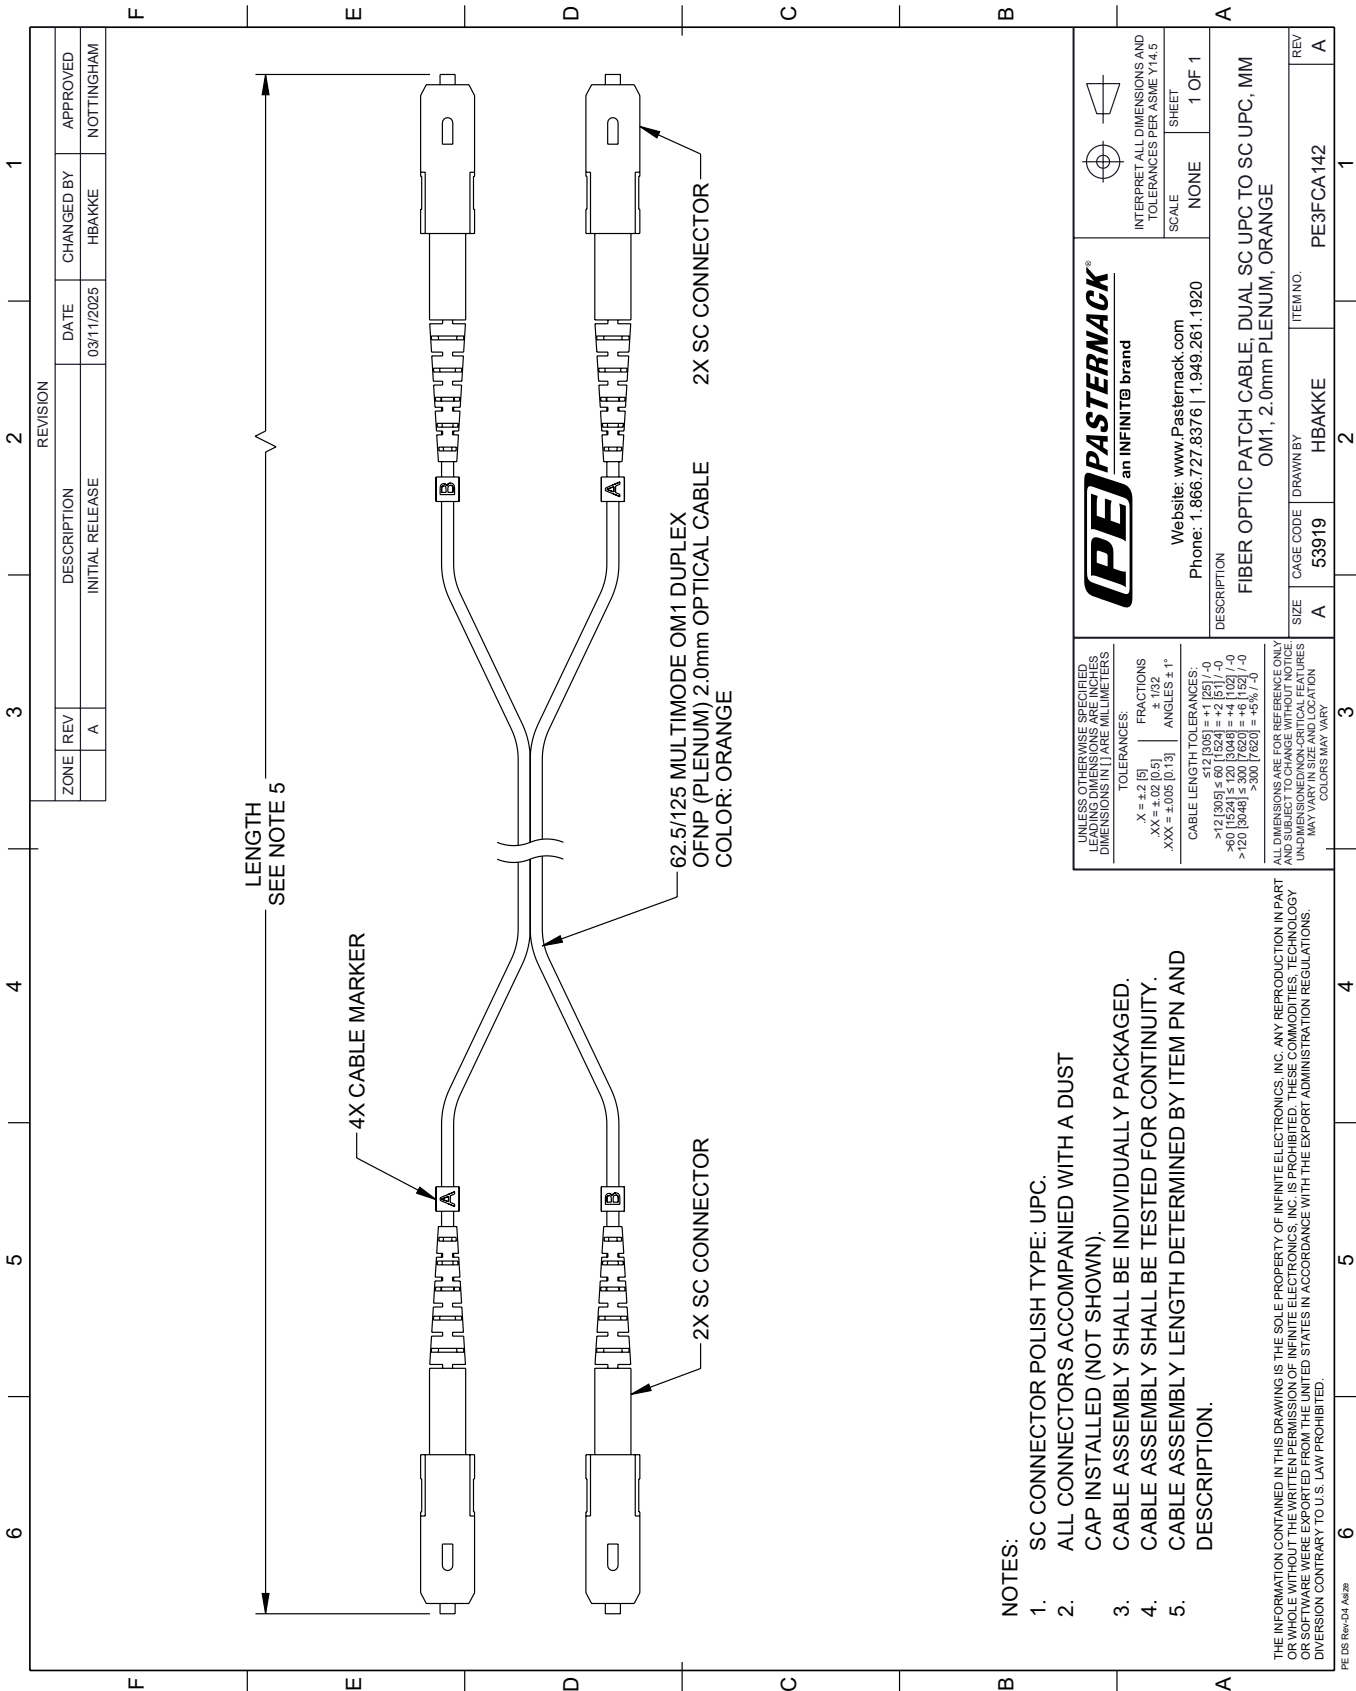 6 5 4 3 2 1
F
E
D
C
B
A
REVISION
ZONE REV DESCRIPTION DATE CHANGED BY APPROVED
A INITIAL RELEASE 03/11/2025 HBAKKE NOTTINGHAM
LENGTH
SEE NOTE 5
4X CABLE MARKER
A
B
B
A
2X SC CONNECTOR
62.5/125 MULTIMODE OM1 DUPLEX
OFNP (PLENUM) 2.0mm OPTICAL CABLE
COLOR: ORANGE
2X SC CONNECTOR
NOTES:
1. SC CONNECTOR POLISH TYPE: UPC.
2. ALL CONNECTORS ACCOMPANIED WITH A DUST
CAP INSTALLED (NOT SHOWN).
3. CABLE ASSEMBLY SHALL BE INDIVIDUALLY PACKAGED.
4. CABLE ASSEMBLY SHALL BE TESTED FOR CONTINUITY.
5. CABLE ASSEMBLY LENGTH DETERMINED BY ITEM PN AND
DESCRIPTION.
THE INFORMATION CONTAINED IN THIS DRAWING IS THE SOLE PROPERTY OF INFINITE ELECTRONICS, INC. ANY REPRODUCTION IN PART
OR WHOLE WITHOUT THE WRITTEN PERMISSION OF INFINITE ELECTRONICS, INC. IS PROHIBITED. THESE COMMODITIES, TECHNOLOGY
OR SOFTWARE WERE EXPORTED FROM THE UNITED STATES IN ACCORDANCE WITH THE EXPORT ADMINISTRATION REGULATIONS.
DIVERSION CONTRARY TO U.S. LAW PROHIBITED.
UNLESS OTHERWISE SPECIFIED
LEADING DIMENSIONS ARE INCHES
DIMENSIONS IN [ ] ARE MILLIMETERS
TOLERANCES:
.X = ±.2 [5] FRACTIONS
.XX = ±.02 [0.5] ± 1/32
.XXX = ±.005 [0.13] ANGLES ± 1°
CABLE LENGTH TOLERANCES:
≤12 [305] = +1 [25] / -0
>12 [305] ≤ 60 [1524] = +2 [51] / -0
>60 [1524] ≤ 120 [3048] = +4 [102] / -0
>120 [3048] ≤ 300 [7620] = +6 [152] / -0
>300 [7620] = +5% / -0
ALL DIMENSIONS ARE FOR REFERENCE ONLY
AND SUBJECT TO CHANGE WITHOUT NOTICE.
UN-DIMENSIONED/NON-CRITICAL FEATURES
MAY VARY IN SIZE AND LOCATION
COLORS MAY VARY
PE PASTERNACK®
an INFINIT® brand
Website: www.Pasternack.com
Phone: 1.866.727.8376 | 1.949.261.1920
INTERPRET ALL DIMENSIONS AND
TOLERANCES PER ASME Y14.5
SCALE SHEET
NONE 1 OF 1
DESCRIPTION
FIBER OPTIC PATCH CABLE, DUAL SC UPC TO SC UPC, MM
OM1, 2.0mm PLENUM, ORANGE
SIZE CAGE CODE DRAWN BY ITEM NO. REV
A 53919 HBAKKE PE3FCA142 A
F
E
D
C
B
A
6 5 4 3 2 1
PE DS Rev-D4 Asize